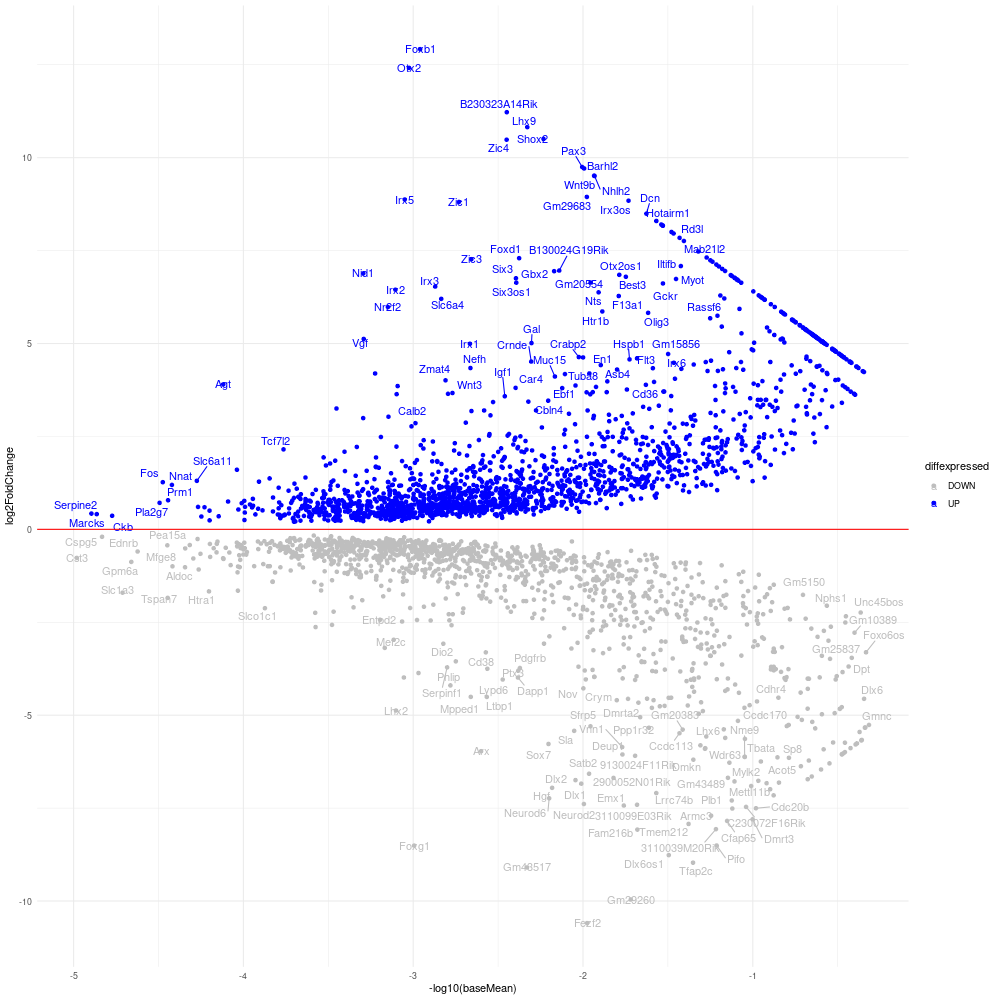 Foxb1
Otx2
B230323A14Rik
Lhx9
Shox2
Zic4
Pax3
10
Barhl2
Wnt9b
Nhlh2
Irx5
Zic1
Gm29683
Irx3os
Dcn
Hotairm1
Rd3l
Foxd1
B130024G19Rik
Mab21l2
Zic3
Six3
Gbx2
Otx2os1
Iltifb
Nid1
Irx3
Gm20554
Best3
Myot
Irx2
Six3os1
Nr2f2
Slc6a4
Nts
F13a1
Gckr
Rassf6
Htr1b
Olig3
Gal
5
Vgf
Irx1
Crnde
Crabp2
Hspb1
Gm15856
Nefh
Muc15
En1
Flt3
Irx6
Zmat4
Igf1
Car4
Tubb8
Asb4
Agt
Wnt3
Ebf1
Cd36
Calb2
Cbln4
Tcf7l2
Slc6a11
Fos
Nnat
Prm1
Serpine2
Pla2g7
Marcks
Ckb
log2FoldChange
diffexpressed
DOWN
UP
0
Cspg5
Ednrb
Pea15a
Cst3
Mfge8
Gpm6a
Aldoc
Slc1a3
Tspan7
Htra1
Slco1c1
Gm5150
Nphs1
Unc45bos
Entpd2
Gm10389
Mef2c
Foxo6os
Dio2
Cd38
Pdgfrb
Gm25837
Phlip
Dpt
Serpinf1
Lypd6
Dapp1
Nov
Crym
Cdhr4
Dlx6
Lhx2
Mpped1
Ltbp1
-5
Sfrp5
Dmrta2
Gm20383
Ccdc170
Gmnc
Ppp1r32
Lhx6
Nme9
Arx
Sla
Deup1
Ccdc113
Tbata
Sp8
Sox7
Wdr63
Satb2
9130024F11Rik
Dmkn
Mylk2
Acot5
Dlx2
2900052N01Rik
Gm43489
Mettl11b
Hgf
Dlx1
Emx1
Lrrc74b
Plb1
Cdc20b
Neurod6
Neurod2
3110099E03Rik
Armc3
C230072F16Rik
Fam216b
Tmem212
Cfap65
Dmrt3
Foxg1
3110039M20Rik
Pifo
Gm48517
Dlx6os1
Tfap2c
Gm29260
-10
Fezf2
-5
-4
-3
-2
-1
-log10(baseMean)